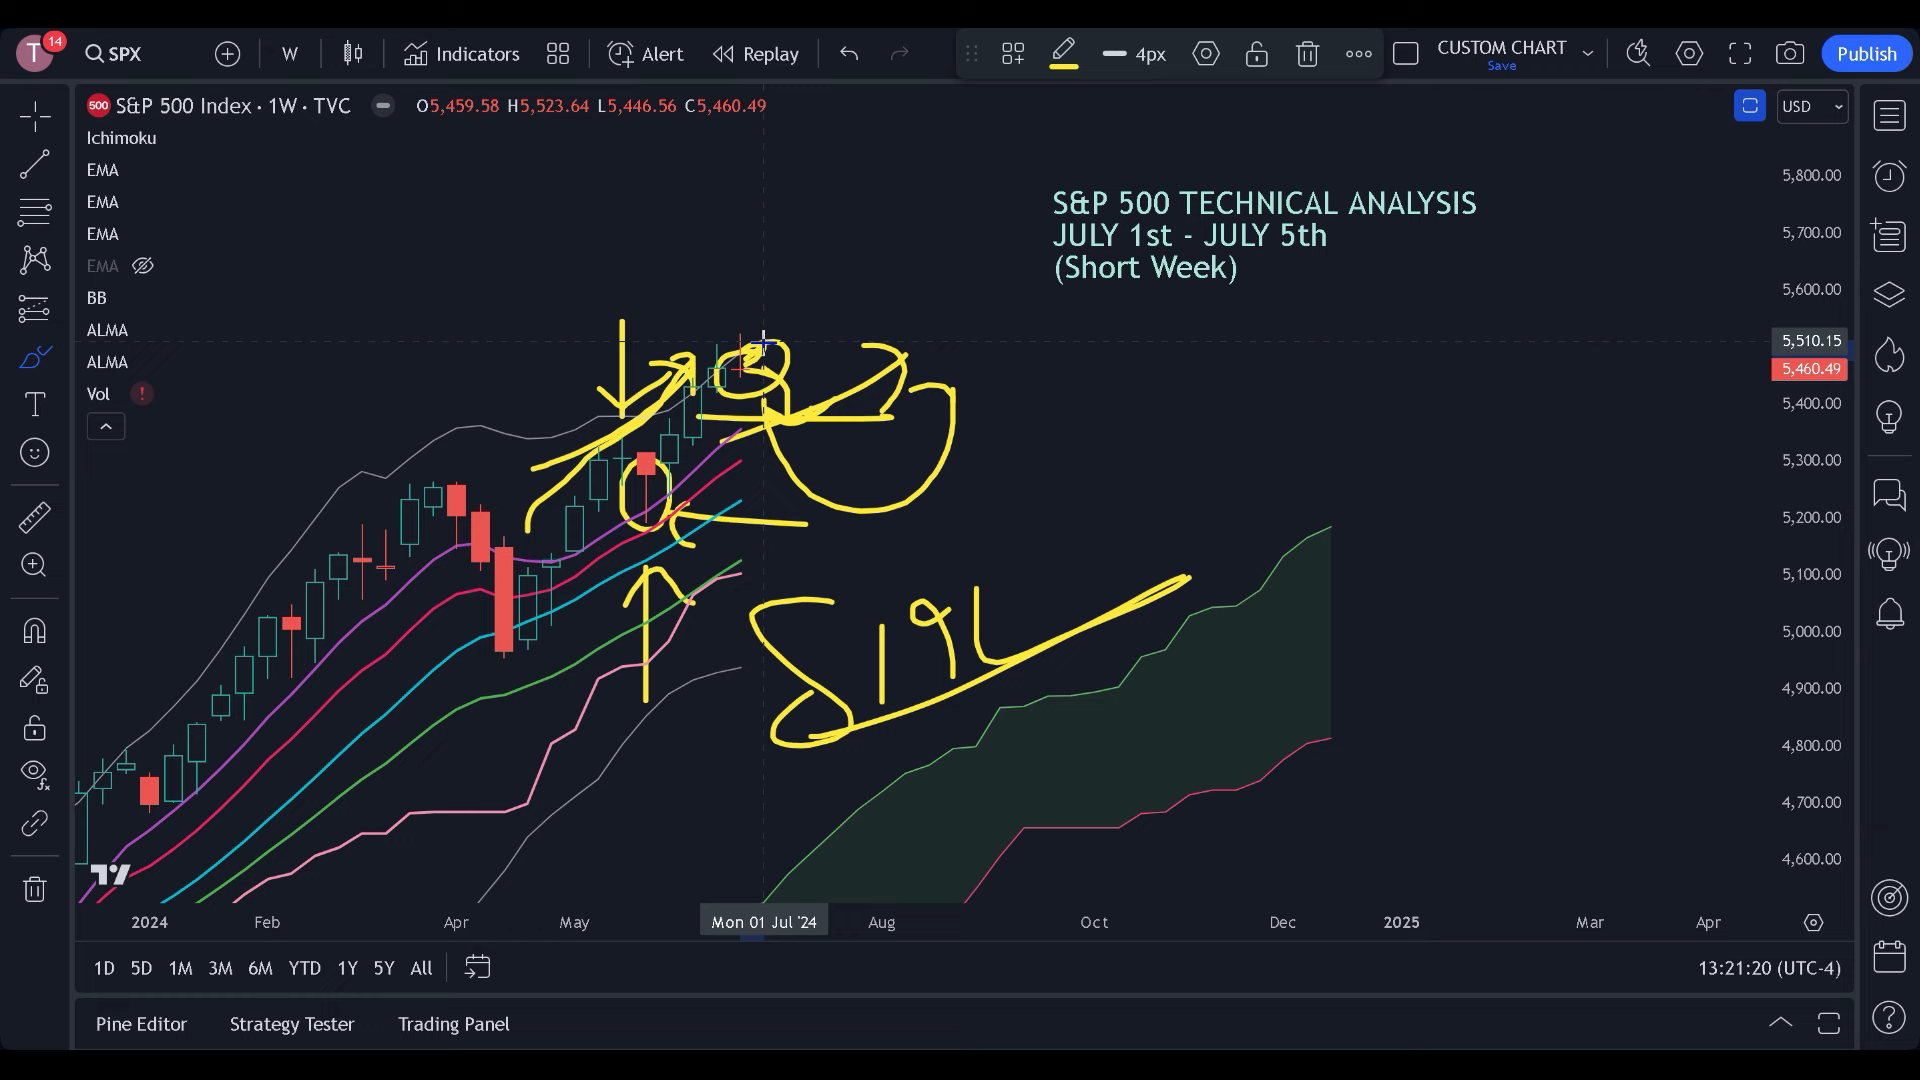 T 14 SPX W Indicators Alert Replay 4px CUSTOM CHART Save Publish
500 S&P 500 Index · 1W · TVC O5,459.58 H5,523.64 L5,446.56 C5,460.49 USD
Ichimoku
EMA
EMA
EMA
EMA
BB
ALMA
ALMA
Vol !
S&P 500 TECHNICAL ANALYSIS
JULY 1st - JULY 5th
(Short Week)
5,800.00
5,700.00
5,600.00
5,510.15
5,460.49
5,400.00
5,300.00
5,200.00
5,100.00
5,000.00
4,900.00
4,800.00
4,700.00
4,600.00
2024 Feb Apr May Mon 01 Jul '24 Aug Oct Dec 2025 Mar Apr
1D 5D 1M 3M 6M YTD 1Y 5Y All 13:21:20 (UTC-4)
Pine Editor Strategy Tester Trading Panel